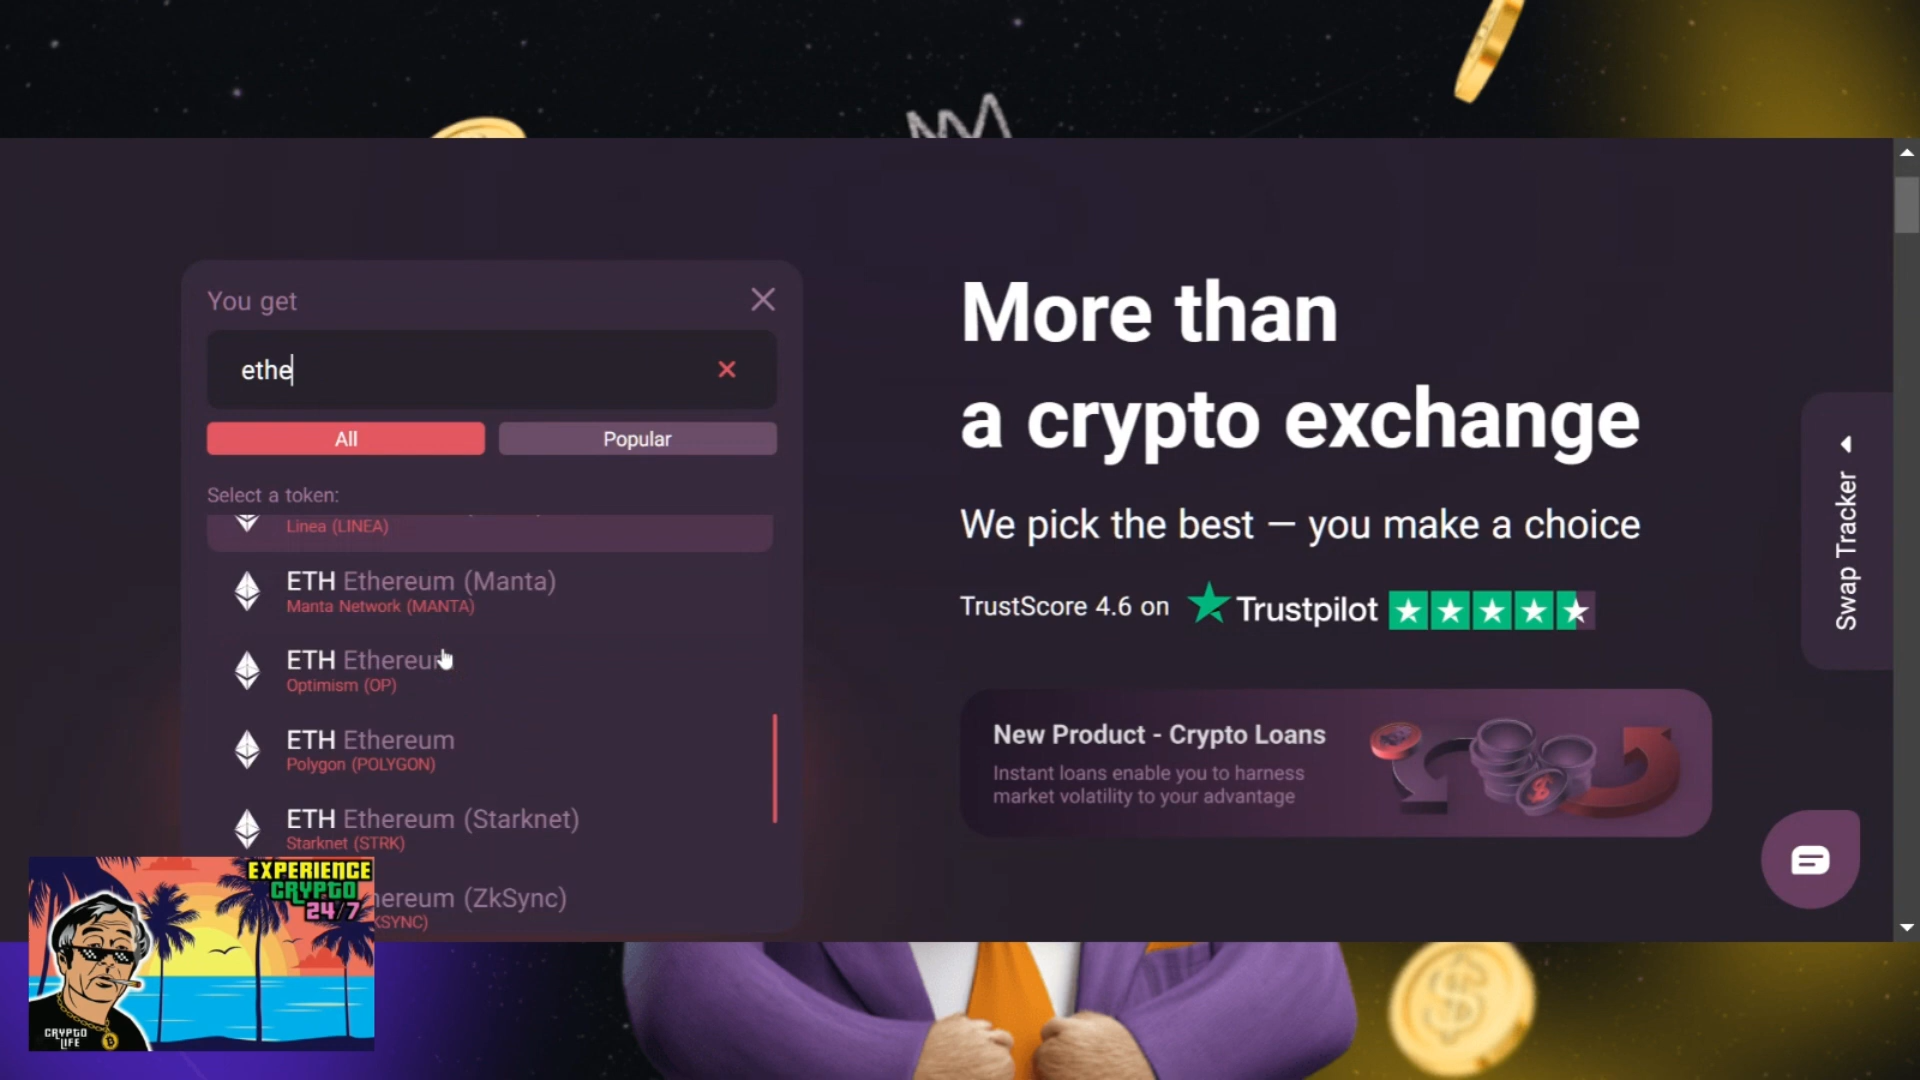 You get
ethe
All
Popular
Select a token:
Linea (LINEA)
ETH Ethereum (Manta)
Manta Network (MANTA)
ETH Ethereum
Optimism (OP)
ETH Ethereum
Polygon (POLYGON)
ETH Ethereum (Starknet)
Starknet (STRK)
hereum (ZkSync)
KSYNC)
More than
a crypto exchange
We pick the best — you make a choice
TrustScore 4.6 on
Trustpilot
New Product - Crypto Loans
Instant loans enable you to harness
market volatility to your advantage
Swap Tracker
EXPERIENCE
CRYPTO
24/7
CRYPTO
LIFE